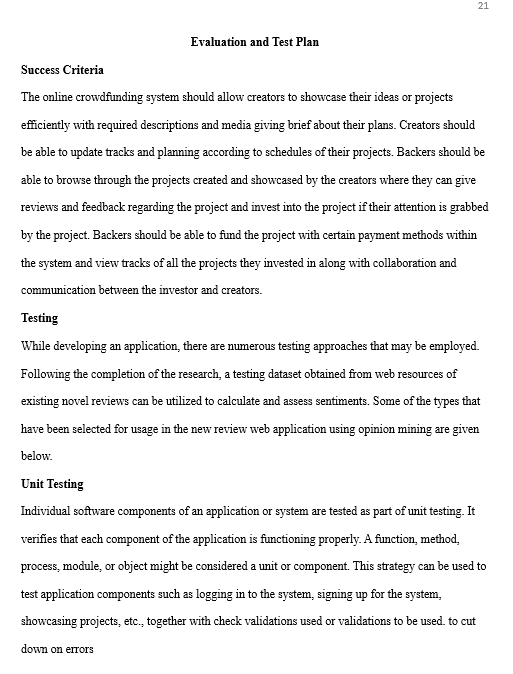 21
Evaluation and Test Plan
Success Criteria
The online crowdfunding system should allow creators to showcase their ideas or projects
efficiently with required descriptions and media giving brief about their plans. Creators should
be able to update tracks and planning according to schedules of their projects. Backers should be
able to browse through the projects created and showcased by the creators where they can give
reviews and feedback regarding the project and invest into the project if their attention is grabbed
by the project. Backers should be able to fund the project with certain payment methods within
the system and view tracks of all the projects they invested in along with collaboration and
communication between the investor and creators.
Testing
While developing an application, there are numerous testing approaches that may be employed.
Following the completion of the research, a testing dataset obtained from web resources of
existing novel reviews can be utilized to calculate and assess sentiments. Some of the types that
have been selected for usage in the new review web application using opinion mining are given
below.
Unit Testing
Individual software components of an application or system are tested as part of unit testing. It
verifies that each component of the application is functioning properly. A function, method,
process, module, or object might be considered a unit or component. This strategy can be used to
test application components such as logging in to the system, signing up for the system,
showcasing projects, etc., together with check validations used or validations to be used. to cut
down on errors